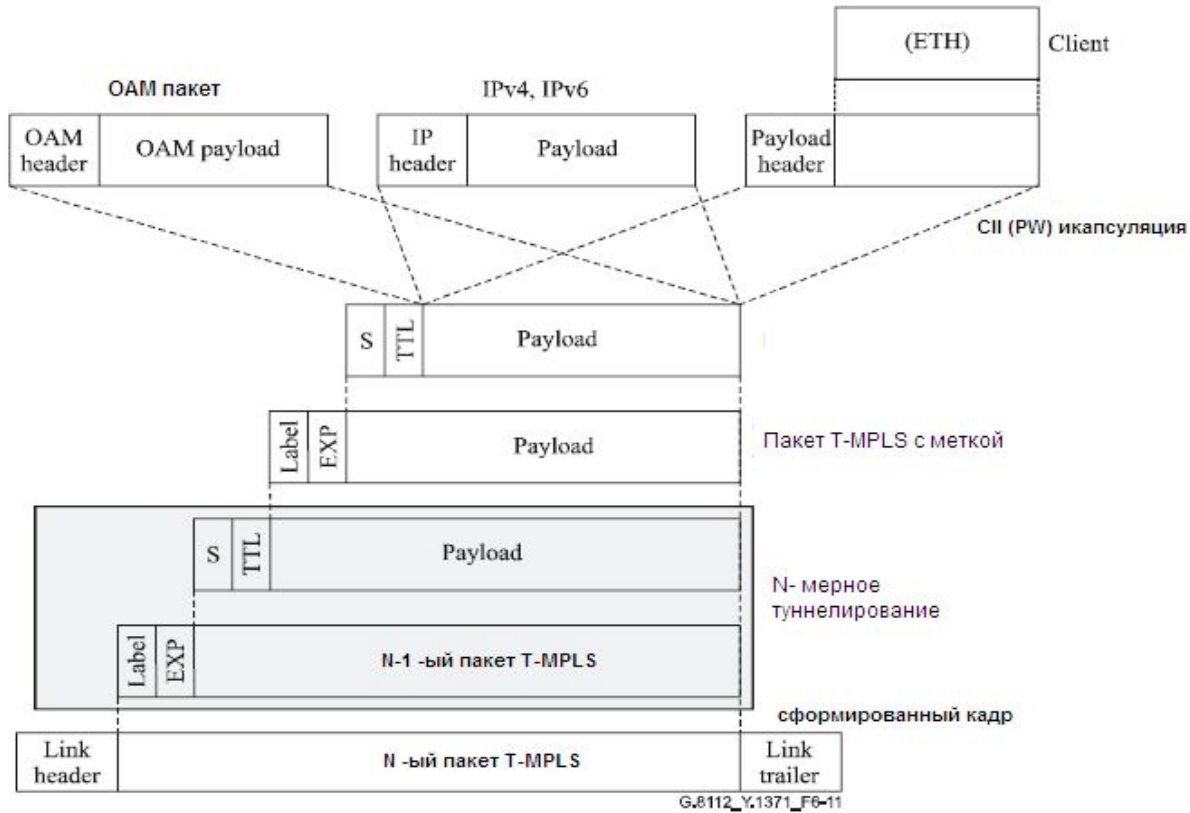 (ETH)
Client
OAM пакет
IPv4, IPv6
OAM header
OAM payload
IP header
Payload
Payload header
CII (PW) икапсуляция
S
TTL
Payload
Label
EXP
Payload
Пакет T-MPLS с меткой
S
TTL
Payload
N- мерное
туннелирование
Label
EXP
N-1 -ый пакет T-MPLS
сформированный кадр
Link header
N -ый пакет T-MPLS
Link trailer
G.8112_Y.1371_F6-11